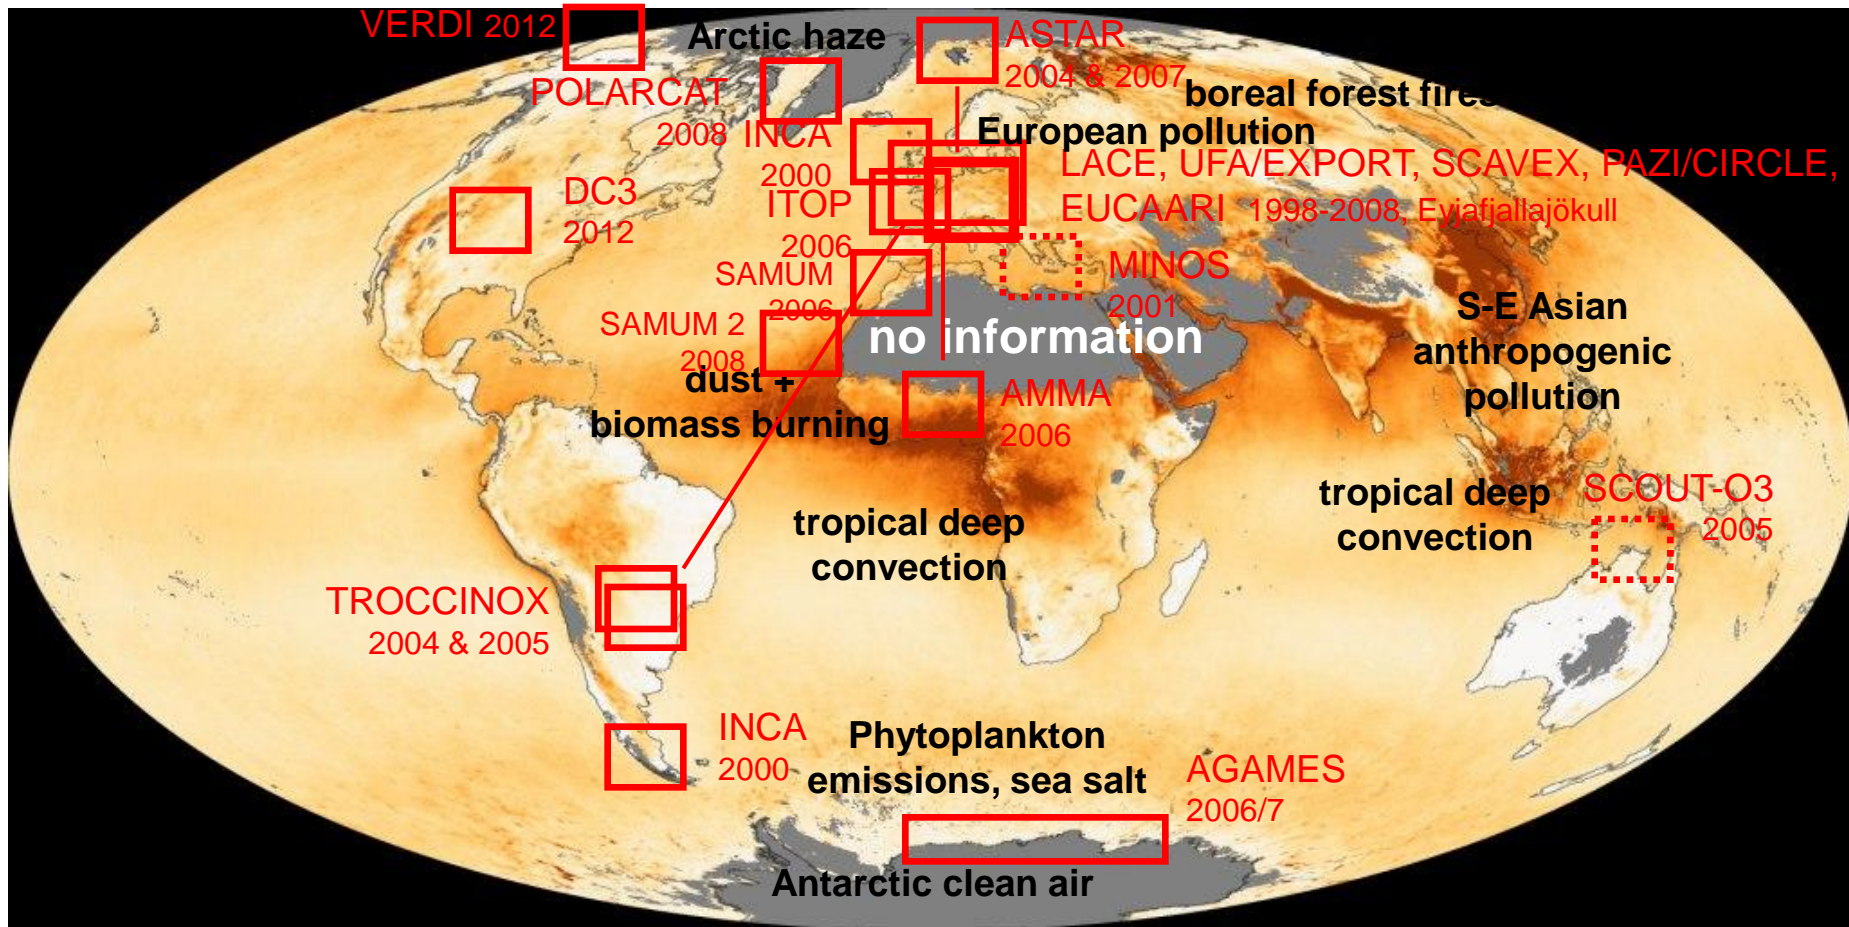 VERDI 2012
Arctic haze
ASTAR
2004 & 2007
POLARCAT
2008
boreal forest fires
INCA
2000
European pollution
LACE, UFA/EXPORT, SCAVEX, PAZI/CIRCLE,
EUCAARI 1998-2008, Eyjafjallajökull
DC3
2012
ITOP
2006
SAMUM
2006
MINOS
2001
SAMUM 2
2008
no information
S-E Asian
anthropogenic
pollution
dust +
biomass burning
AMMA
2006
tropical deep
convection
tropical deep
convection
SCOUT-O3
2005
TROCCINOX
2004 & 2005
INCA
2000
Phytoplankton
emissions, sea salt
AGAMES
2006/7
Antarctic clean air